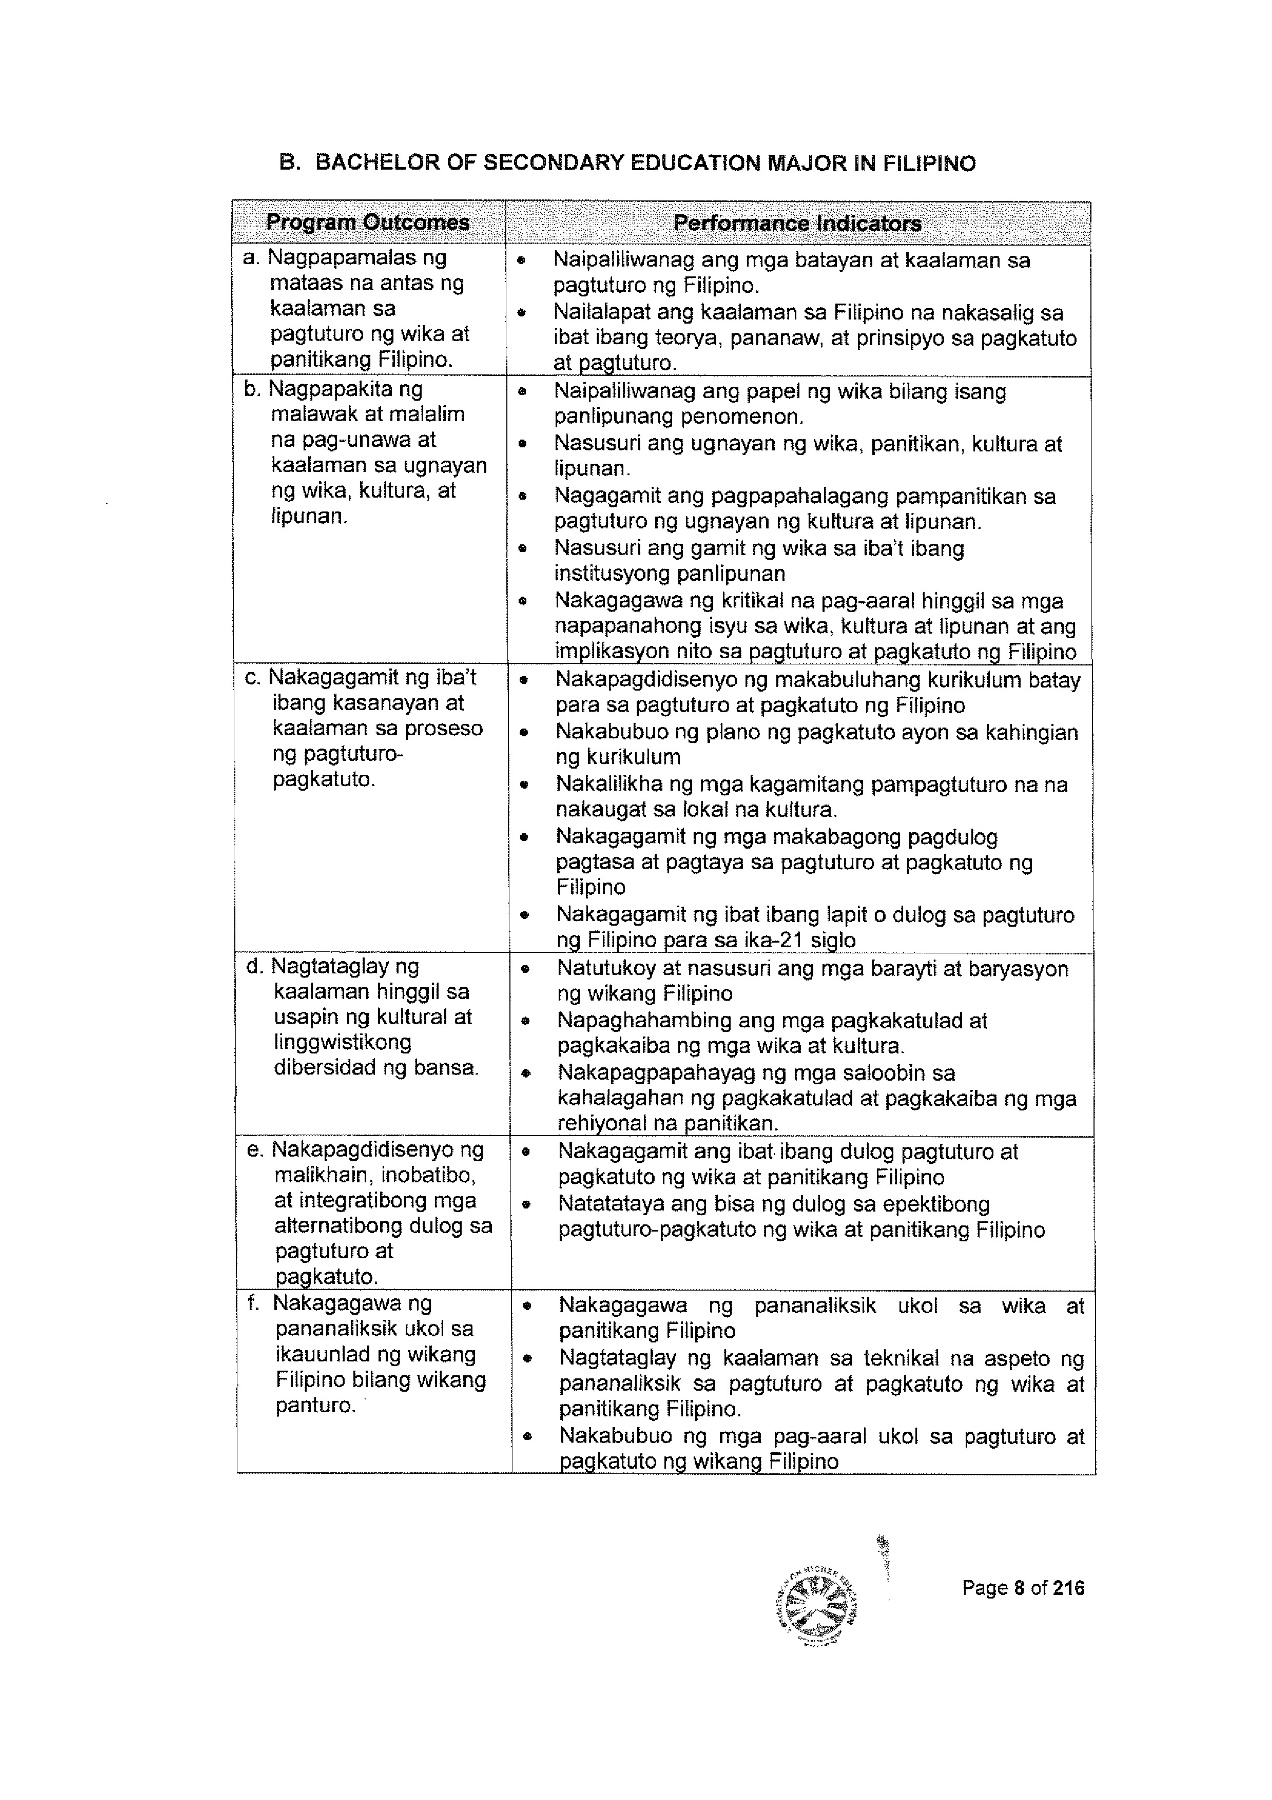 B. BACHELOR OF SECONDARY EDUCATION MAJOR IN FILIPINO
Program Outcomes
Performance Indicators
a. Nagpapamalas ng
mataas na antas ng
kaalaman sa
pagtuturo ng wika at
panitikang Filipino.
• Naipaliliwanag ang mga batayan at kaalaman sa
pagtuturo ng Filipino.
• Nailalapat ang kaalaman sa Filipino na nakasalig sa
ibat ibang teorya, pananaw, at prinsipyo sa pagkatuto
at pagtuturo.
b. Nagpapakita ng
malawak at malalim
na pag-unawa at
kaalaman sa ugnayan
ng wika, kultura, at
lipunan.
• Naipaliliwanag ang papel ng wika bilang isang
panlipunang penomenon.
• Nasusuri ang ugnayan ng wika, panitikan, kultura at
lipunan.
• Nagagamit ang pagpapahalagang pampanitikan sa
pagtuturo ng ugnayan ng kultura at lipunan.
• Nasusuri ang gamit ng wika sa iba't ibang
institusyong panlipunan
• Nakagagawa ng kritikal na pag-aaral hinggil sa mga
napapanahong isyu sa wika, kultura at lipunan at ang
implikasyon nito sa pagtuturo at pagkatuto ng Filipino
c. Nakagagamit ng iba't
ibang kasanayan at
kaalaman sa proseso
ng pagtuturo-
pagkatuto.
• Nakapagdidisenyo ng makabuluhang kurikulum batay
para sa pagtuturo at pagkatuto ng Filipino
• Nakabubuo ng plano ng pagkatuto ayon sa kahingian
ng kurikulum
• Nakalilikha ng mga kagamitang pampagtuturo na na
nakaugat sa lokal na kultura.
• Nakagagamit ng mga makabagong pagdulog
pagtasa at pagtaya sa pagtuturo at pagkatuto ng
Filipino
• Nakagagamit ng ibat ibang lapit o dulog sa pagtuturo
ng Filipino para sa ika-21 siglo
d. Nagtataglay ng
kaalaman hinggil sa
usapin ng kultural at
linggwistikong
dibersidad ng bansa.
• Natutukoy at nasusuri ang mga barayti at baryasyon
ng wikang Filipino
• Napaghahambing ang mga pagkakatulad at
pagkakaiba ng mga wika at kultura.
• Nakapagpapahayag ng mga saloobin sa
kahalagahan ng pagkakatulad at pagkakaiba ng mga
rehiyonal na panitikan.
e. Nakapagdidisenyo ng
malikhain, inobatibo,
at integratibong mga
alternatibong dulog sa
pagtuturo at
pagkatuto.
• Nakagagamit ang ibat ibang dulog pagtuturo at
pagkatuto ng wika at panitikang Filipino
• Natatataya ang bisa ng dulog sa epektibong
pagtuturo-pagkatuto ng wika at panitikang Filipino
f. Nakagagawa ng
pananaliksik ukol sa
ikauunlad ng wikang
Filipino bilang wikang
panturo.
• Nakagagawa ng pananaliksik ukol sa wika at
panitikang Filipino
• Nagtataglay ng kaalaman sa teknikal na aspeto ng
pananaliksik sa pagtuturo at pagkatuto ng wika at
panitikang Filipino.
• Nakabubuo ng mga pag-aaral ukol sa pagtuturo at
pagkatuto ng wikang Filipino
Page 8 of 216